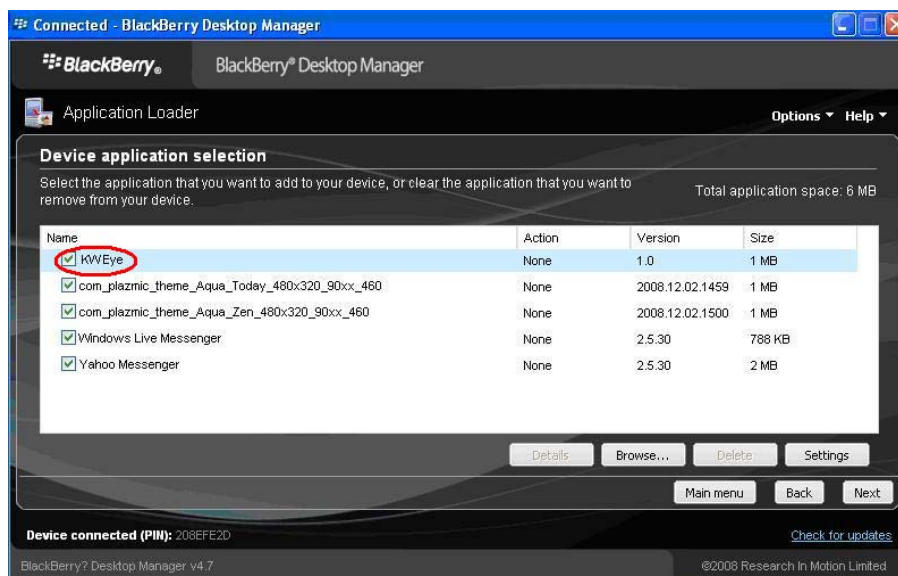 Connected - BlackBerry Desktop Manager
BlackBerry® BlackBerry® Desktop Manager
Application Loader Options Help
Device application selection
Select the application that you want to add to your device, or clear the application that you want to
remove from your device.
Total application space: 6 MB
Name Action Version Size
KWEye None 1.0 1 MB
com_plazmic_theme_Aqua_Today_480x320_90xx_460 None 2008.12.02.1459 1 MB
com_plazmic_theme_Aqua_Zen_480x320_90xx_460 None 2008.12.02.1500 1 MB
Windows Live Messenger None 2.5.30 788 KB
Yahoo Messenger None 2.5.30 2 MB
Details Browse... Delete Settings
Main menu Back Next
Device connected (PIN): 208EFE2D Check for updates
BlackBerry? Desktop Manager v4.7 ©2008 Research In Motion Limited